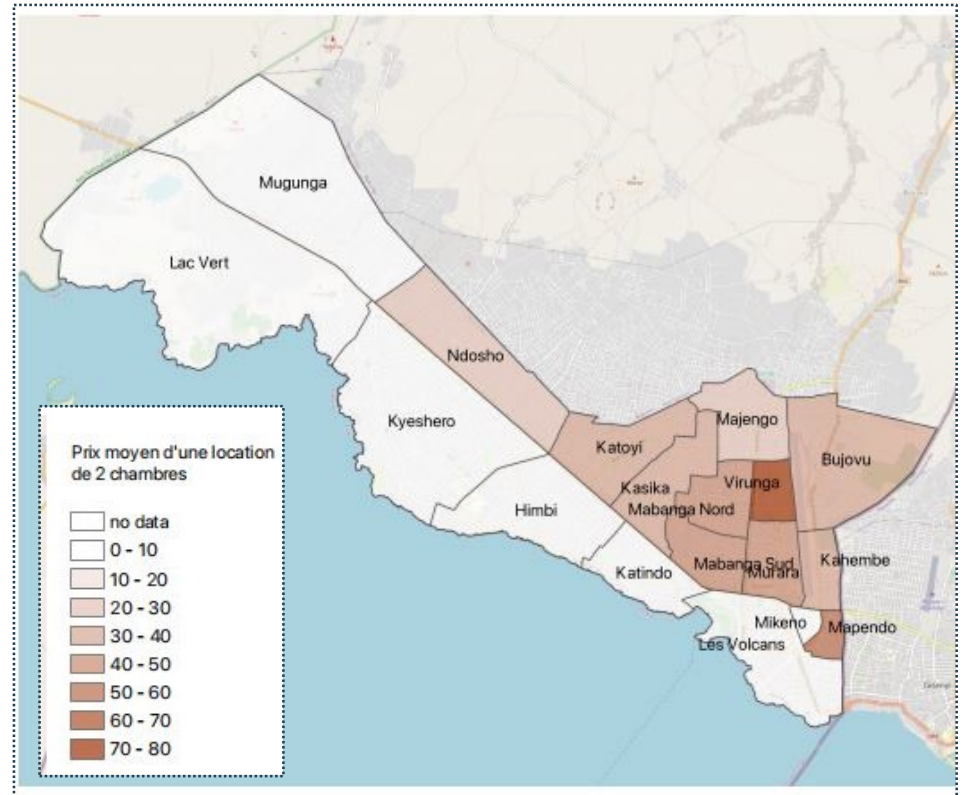 Mugunga
Lac Vert
Ndosho
Kyeshero
Majengo
Katoyi
Bujovu
Kasika
Virunga
Himbi
Mabanga Nord
Kahembe
Mabanga Sud
Murara
Katindo
Mikeno
Mapendo
Les Volcans
Prix moyen d'une location
de 2 chambres
no data
0 - 10
10 - 20
20 - 30
30 - 40
40 - 50
50 - 60
60 - 70
70 - 80